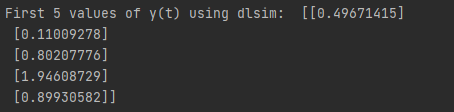 First 5 values of y(t) using dlsim:  [[0.49671415]
 [0.11009278]
 [0.80207776]
 [1.94608729]
 [0.89930582]]